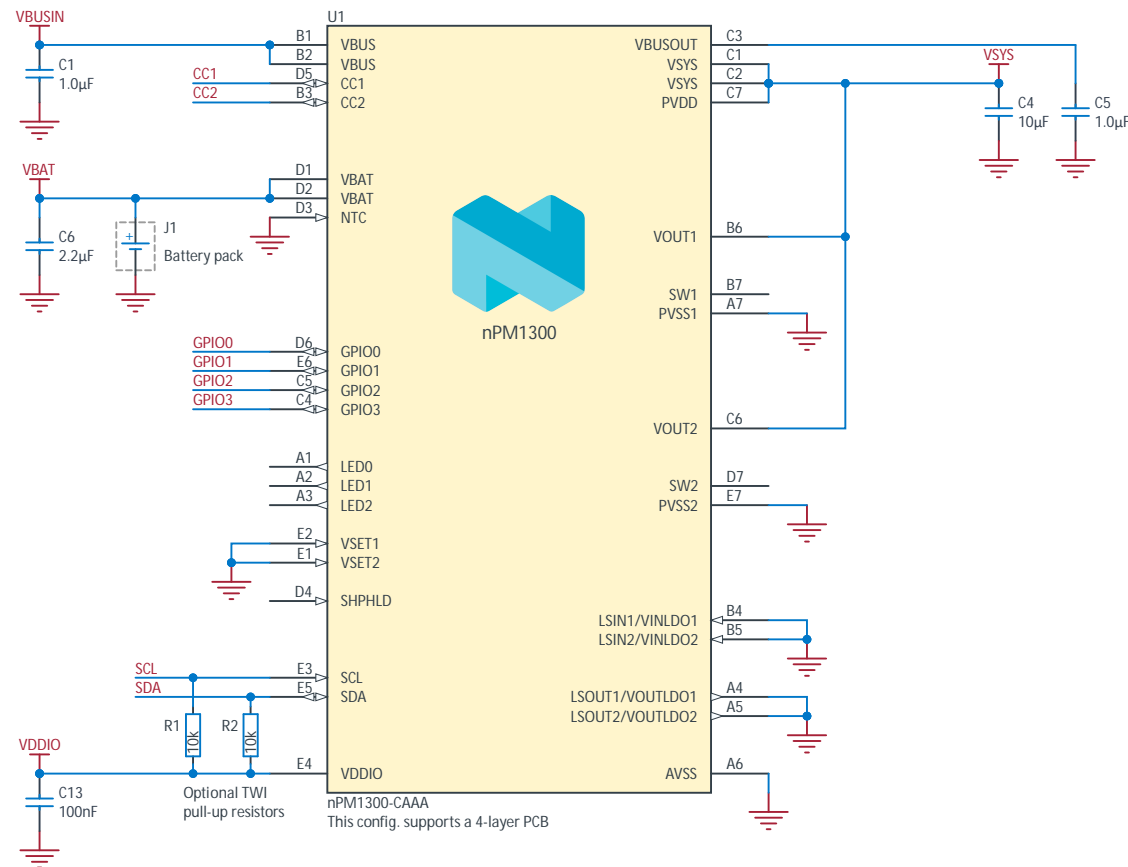 VBUSIN
C1
1.0µF
CC1
CC2
VBAT
C6
2.2µF
J1
+
Battery pack
GPIO0
GPIO1
GPIO2
GPIO3
SCL
SDA
R1
10k
R2
10k
VDDIO
C13
100nF
Optional TWI
pull-up resistors
U1
B1 VBUS
B2 VBUS
D5 CC1
B3 CC2
D1 VBAT
D2 VBAT
D3 NTC
D6 GPIO0
E6 GPIO1
C5 GPIO2
C4 GPIO3
A1 LED0
A2 LED1
A3 LED2
E2 VSET1
E1 VSET2
D4 SHPHLD
E3 SCL
E5 SDA
E4 VDDIO
nPM1300
VBUSOUT C3
VSYS C1
VSYS C2
PVDD C7
VOUT1 B6
SW1 B7
PVSS1 A7
VOUT2 C6
SW2 D7
PVSS2 E7
LSIN1/VINLDO1 B4
LSIN2/VINLDO2 B5
LSOUT1/VOUTLDO1 A4
LSOUT2/VOUTLDO2 A5
AVSS A6
nPM1300-CAAA
This config. supports a 4-layer PCB
VSYS
C4
10µF
C5
1.0µF